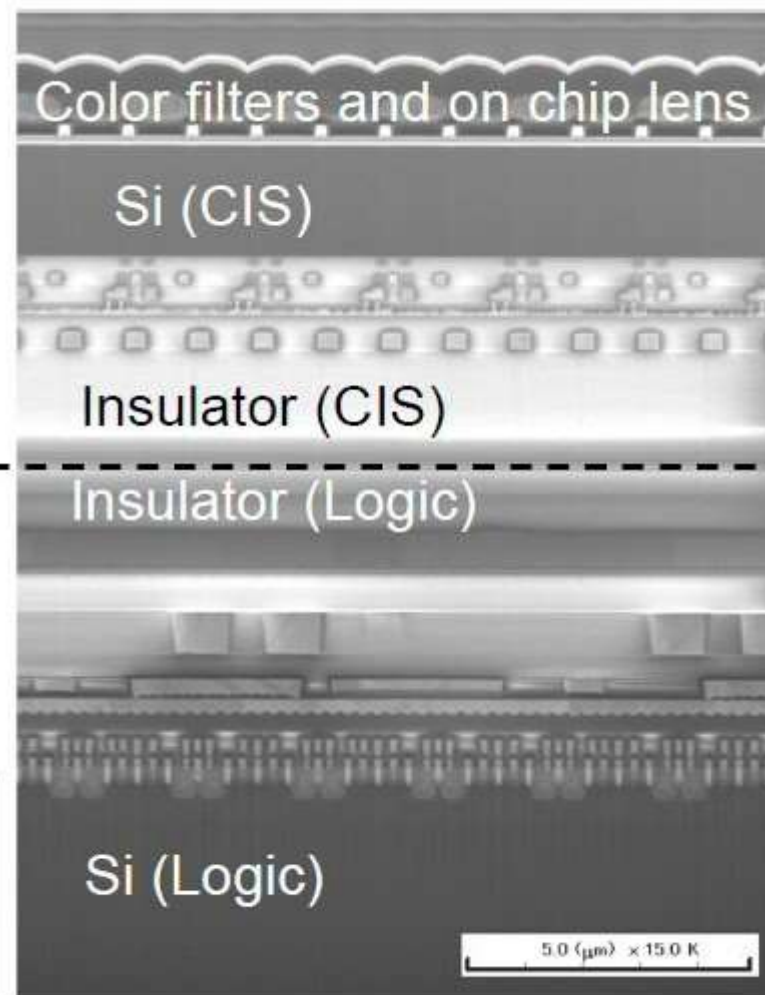 Color filters and on chip lens
Si (CIS)
Insulator (CIS)
Insulator (Logic)
Si (Logic)
5.0 (μm) x 15.0 K